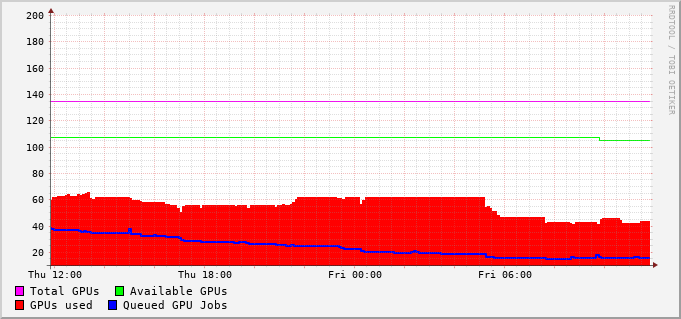 200
180
160
140
120
100
80
60
40
20
Thu 12:00 Thu 18:00 Fri 00:00 Fri 06:00
Total GPUs Available GPUs
GPUs used Queued GPU Jobs
RRDTOOL / TOBI OETIKER